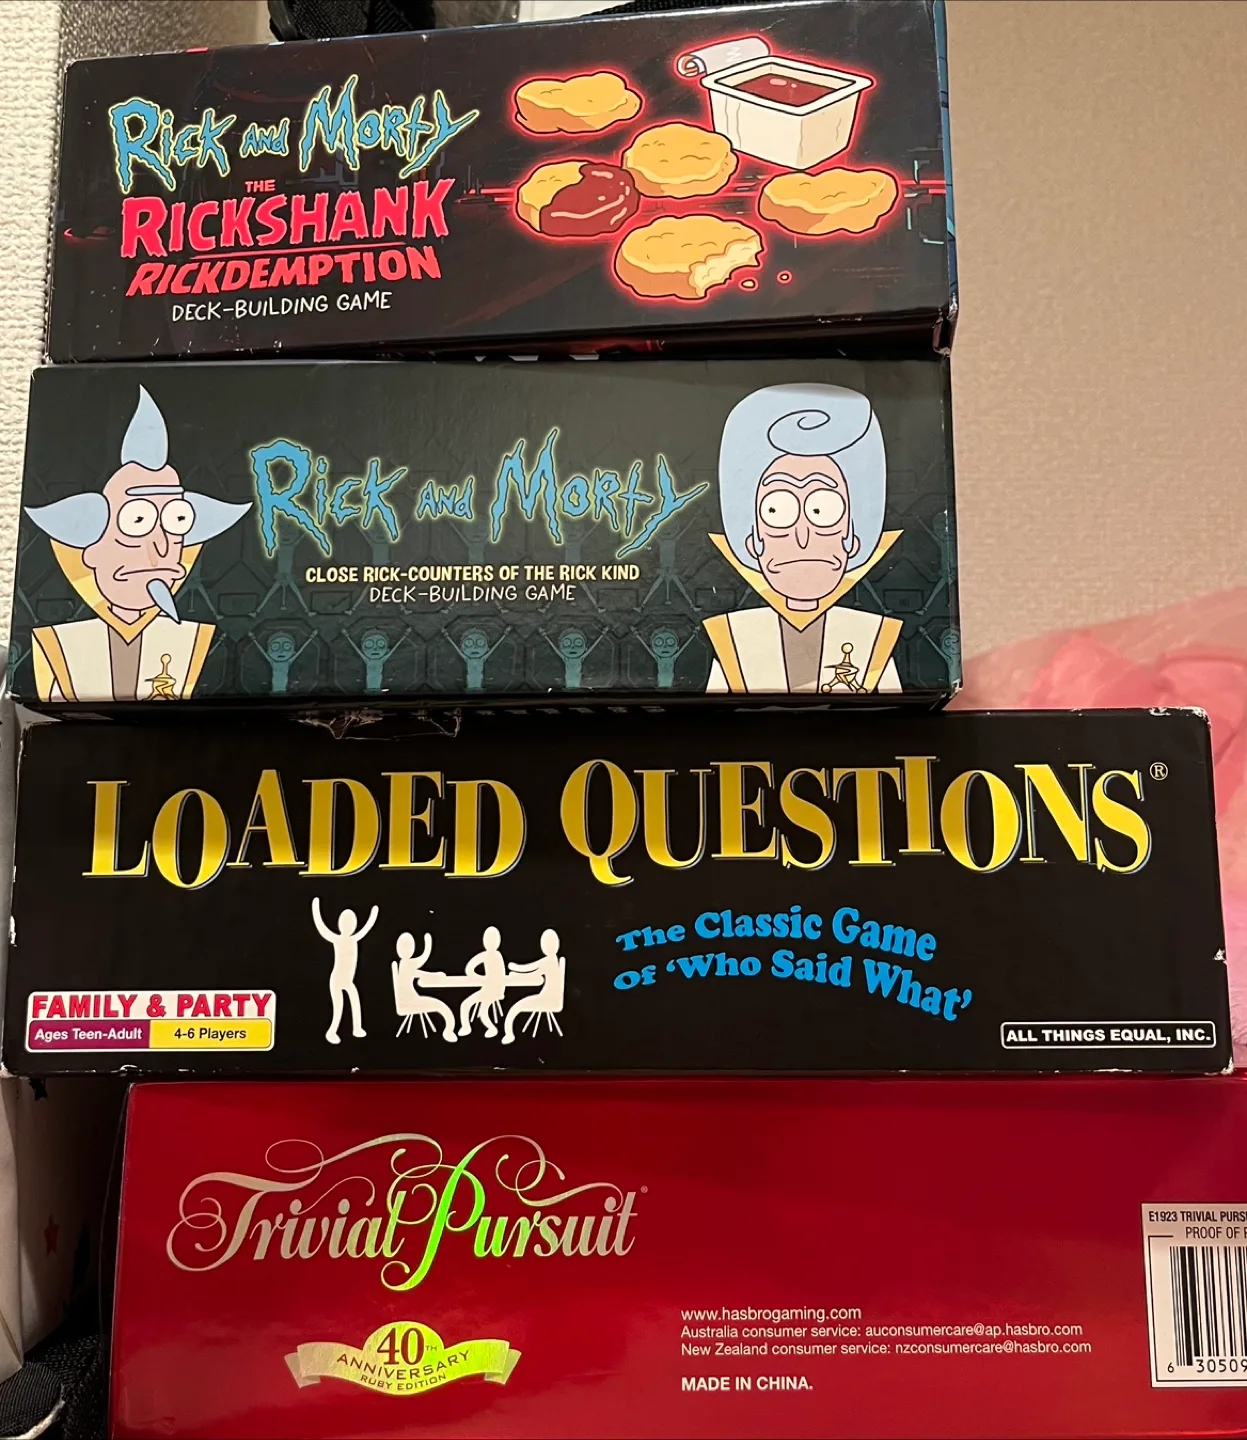 RICK AND MORTY
THE
RICKSHANK
RICKDEMPTION
DECK-BUILDING GAME
RICK AND MORTY
CLOSE RICK-COUNTERS OF THE RICK KIND
DECK-BUILDING GAME
LOADED QUESTIONS®
The Classic Game
Of 'Who Said What'
FAMILY & PARTY
Ages Teen-Adult 4-6 Players
ALL THINGS EQUAL, INC.
Trivial Pursuit
40TH
ANNIVERSARY
RUBY EDITION
www.hasbrogaming.com
Australia consumer service: auconsumercare@ap.hasbro.com
New Zealand consumer service: nzconsumercare@hasbro.com
MADE IN CHINA.
E1923 TRIVIAL PURS
PROOF OF
6 30509